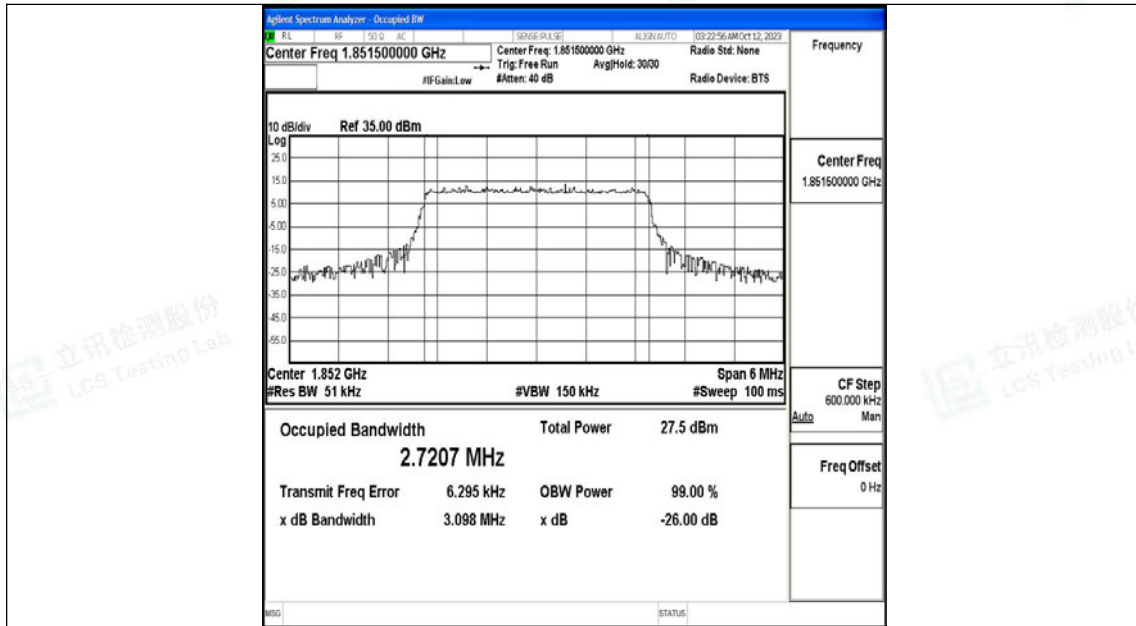 Agilent Spectrum Analyzer - Occupied BW
RL RF 50 Ω AC SENSE:PULSE ALIGNAUTO 03:22:56 AM Oct 12, 2023
Center Freq 1.851500000 GHz
Center Freq: 1.851500000 GHz Radio Std: None
Trig: Free Run Avg|Hold: 30/30
#IFGain:Low #Atten: 40 dB Radio Device: BTS
10 dB/div Ref 35.00 dBm
Log
25.0
15.0
5.00
-5.00
-15.0
-25.0
-35.0
-45.0
-55.0
Center 1.852 GHz Span 6 MHz
#Res BW 51 kHz #VBW 150 kHz #Sweep 100 ms
Occupied Bandwidth Total Power 27.5 dBm
2.7207 MHz
Transmit Freq Error 6.295 kHz OBW Power 99.00 %
x dB Bandwidth 3.098 MHz x dB -26.00 dB
MSG STATUS
Frequency
Center Freq
1.851500000 GHz
CF Step
600.000 kHz
Auto Man
Freq Offset
0 Hz
立讯检测股份
LCS Testing Lab
立讯检测股份
LCS Testing L